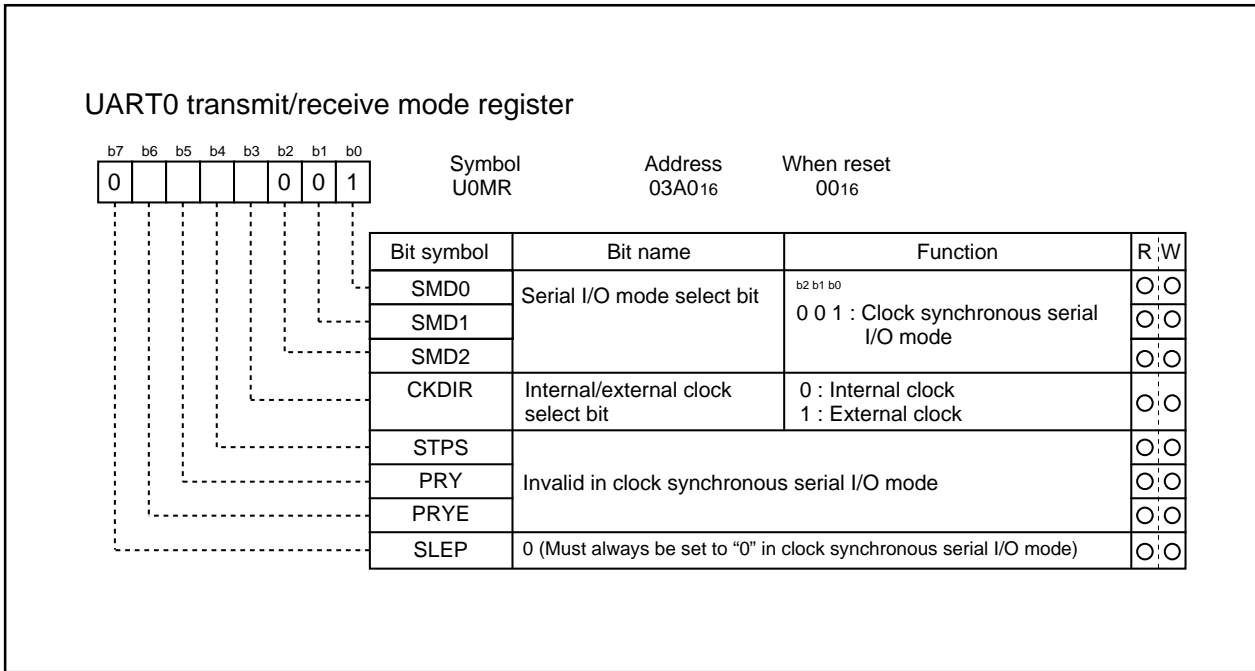 UART0 transmit/receive mode register
b7 b6 b5 b4 b3 b2 b1 b0
0 0 0 1
Symbol Address When reset
U0MR 03A016 0016
Bit symbol Bit name Function R W
SMD0 Serial I/O mode select bit b2 b1 b0
SMD1 0 0 1 : Clock synchronous serial
I/O mode
SMD2
CKDIR Internal/external clock 0 : Internal clock
select bit 1 : External clock
STPS
PRY Invalid in clock synchronous serial I/O mode
PRYE
SLEP 0 (Must always be set to “0” in clock synchronous serial I/O mode)